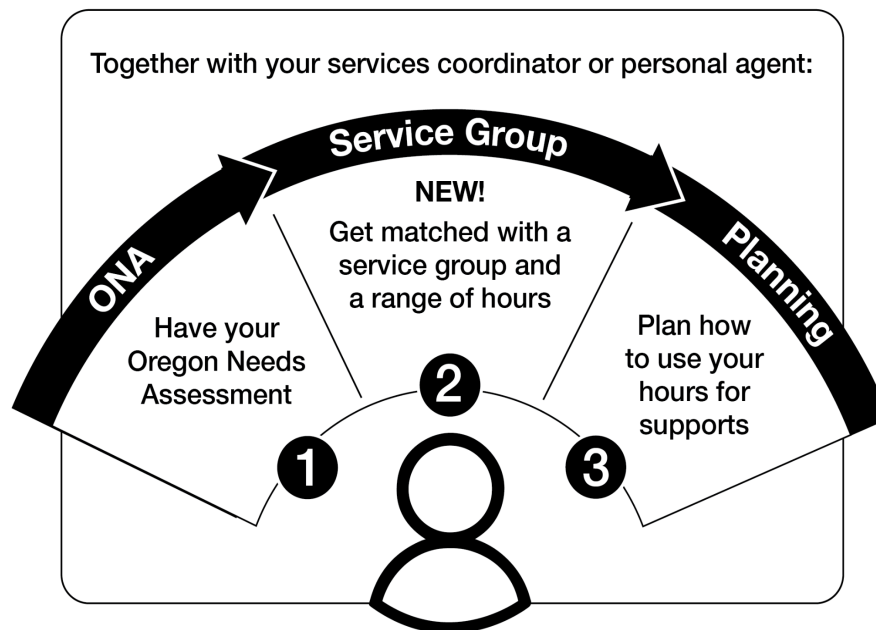 Together with your services coordinator or personal agent:
ONA
Have your
Oregon Needs
Assessment
1
Service Group
NEW!
Get matched with a
service group and
a range of hours
2
Planning
Plan how
to use your
hours for
supports
3